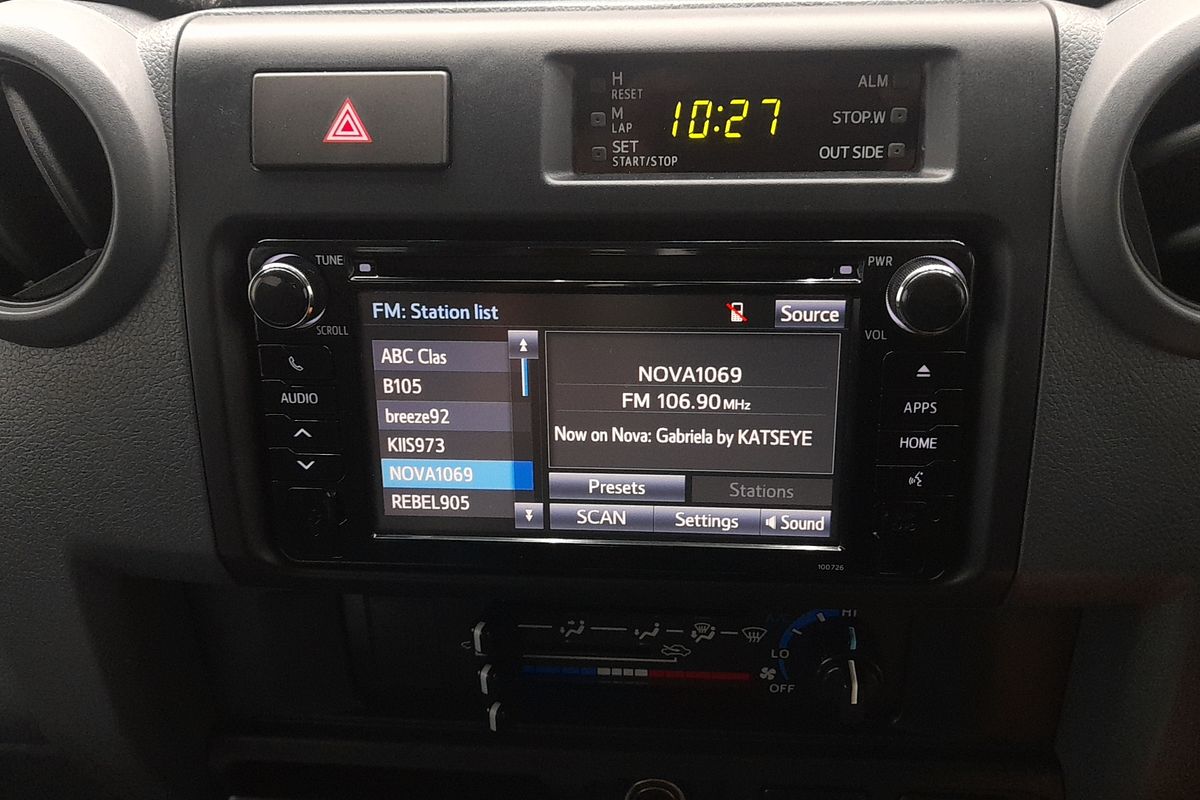 H
RESET
M
LAP
SET
START/STOP
10:27
ALM
STOP.W
OUT SIDE
TUNE
SCROLL
PWR
VOL
AUDIO
APPS
HOME
FM: Station list
Source
ABC Clas
B105
breeze92
KIIS973
NOVA1069
REBEL905
NOVA1069
FM 106.90 MHz
Now on Nova: Gabriela by KATSEYE
Presets
Stations
SCAN
Settings
Sound
100726
HI
LO
OFF